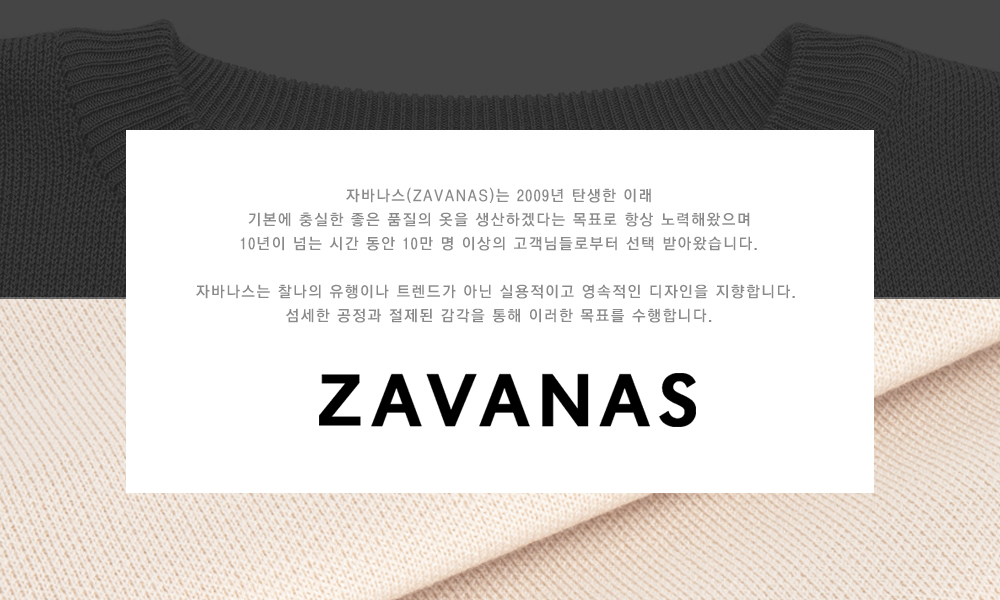 자바나스(ZAVANAS)는 2009년 탄생한 이래
기본에 충실한 좋은 품질의 옷을 생산하겠다는 목표로 항상 노력해왔으며
10년이 넘는 시간 동안 10만 명 이상의 고객님들로부터 선택 받아왔습니다.
자바나스는 찰나의 유행이나 트렌드가 아닌 실용적이고 영속적인 디자인을 지향합니다.
섬세한 공정과 절제된 감각을 통해 이러한 목표를 수행합니다.
ZAVANAS